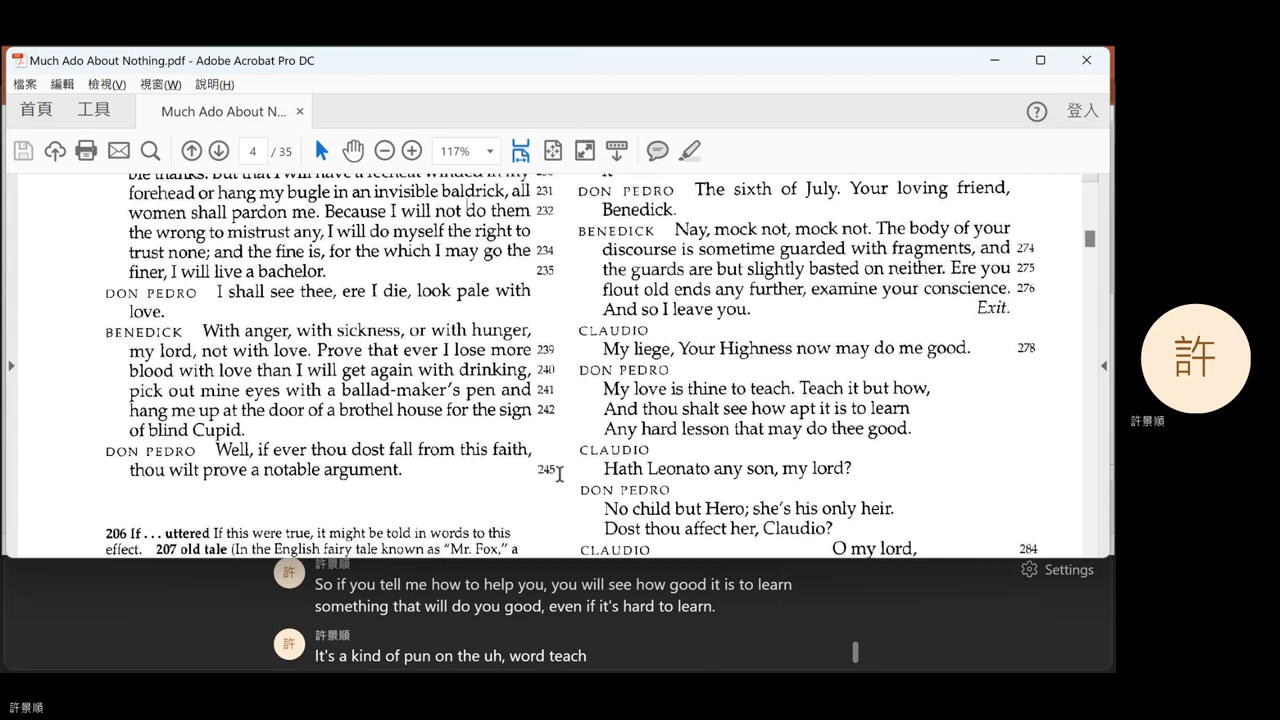 Much Ado About Nothing.pdf - Adobe Acrobat Pro DC
檔案 編輯 檢視(V) 視窗(W) 說明(H)
首頁 工具 Much Ado About N... × 登入
4 / 35 117%
ble thanks. But that I will have a recheat winded in my 230
forehead or hang my bugle in an invisible baldrick, all 231
women shall pardon me. Because I will not do them 232
the wrong to mistrust any, I will do myself the right to
trust none; and the fine is, for the which I may go the 234
finer, I will live a bachelor. 235
DON PEDRO I shall see thee, ere I die, look pale with
love.
BENEDICK With anger, with sickness, or with hunger,
my lord, not with love. Prove that ever I lose more 239
blood with love than I will get again with drinking, 240
pick out mine eyes with a ballad-maker's pen and 241
hang me up at the door of a brothel house for the sign 242
of blind Cupid.
DON PEDRO Well, if ever thou dost fall from this faith,
thou wilt prove a notable argument. 245
206 If . . . uttered If this were true, it might be told in words to this
effect. 207 old tale (In the English fairy tale known as “Mr. Fox,” a
it—
DON PEDRO The sixth of July. Your loving friend,
Benedick.
BENEDICK Nay, mock not, mock not. The body of your
discourse is sometime guarded with fragments, and 274
the guards are but slightly basted on neither. Ere you 275
flout old ends any further, examine your conscience. 276
And so I leave you. Exit.
CLAUDIO
My liege, Your Highness now may do me good. 278
DON PEDRO
My love is thine to teach. Teach it but how,
And thou shalt see how apt it is to learn
Any hard lesson that may do thee good.
CLAUDIO
Hath Leonato any son, my lord?
DON PEDRO
No child but Hero; she's his only heir.
Dost thou affect her, Claudio?
CLAUDIO O my lord, 284
許 許景順
So if you tell me how to help you, you will see how good it is to learn
something that will do you good, even if it's hard to learn.
許 許景順
It's a kind of pun on the uh, word teach
Settings
許
許景順
許景順